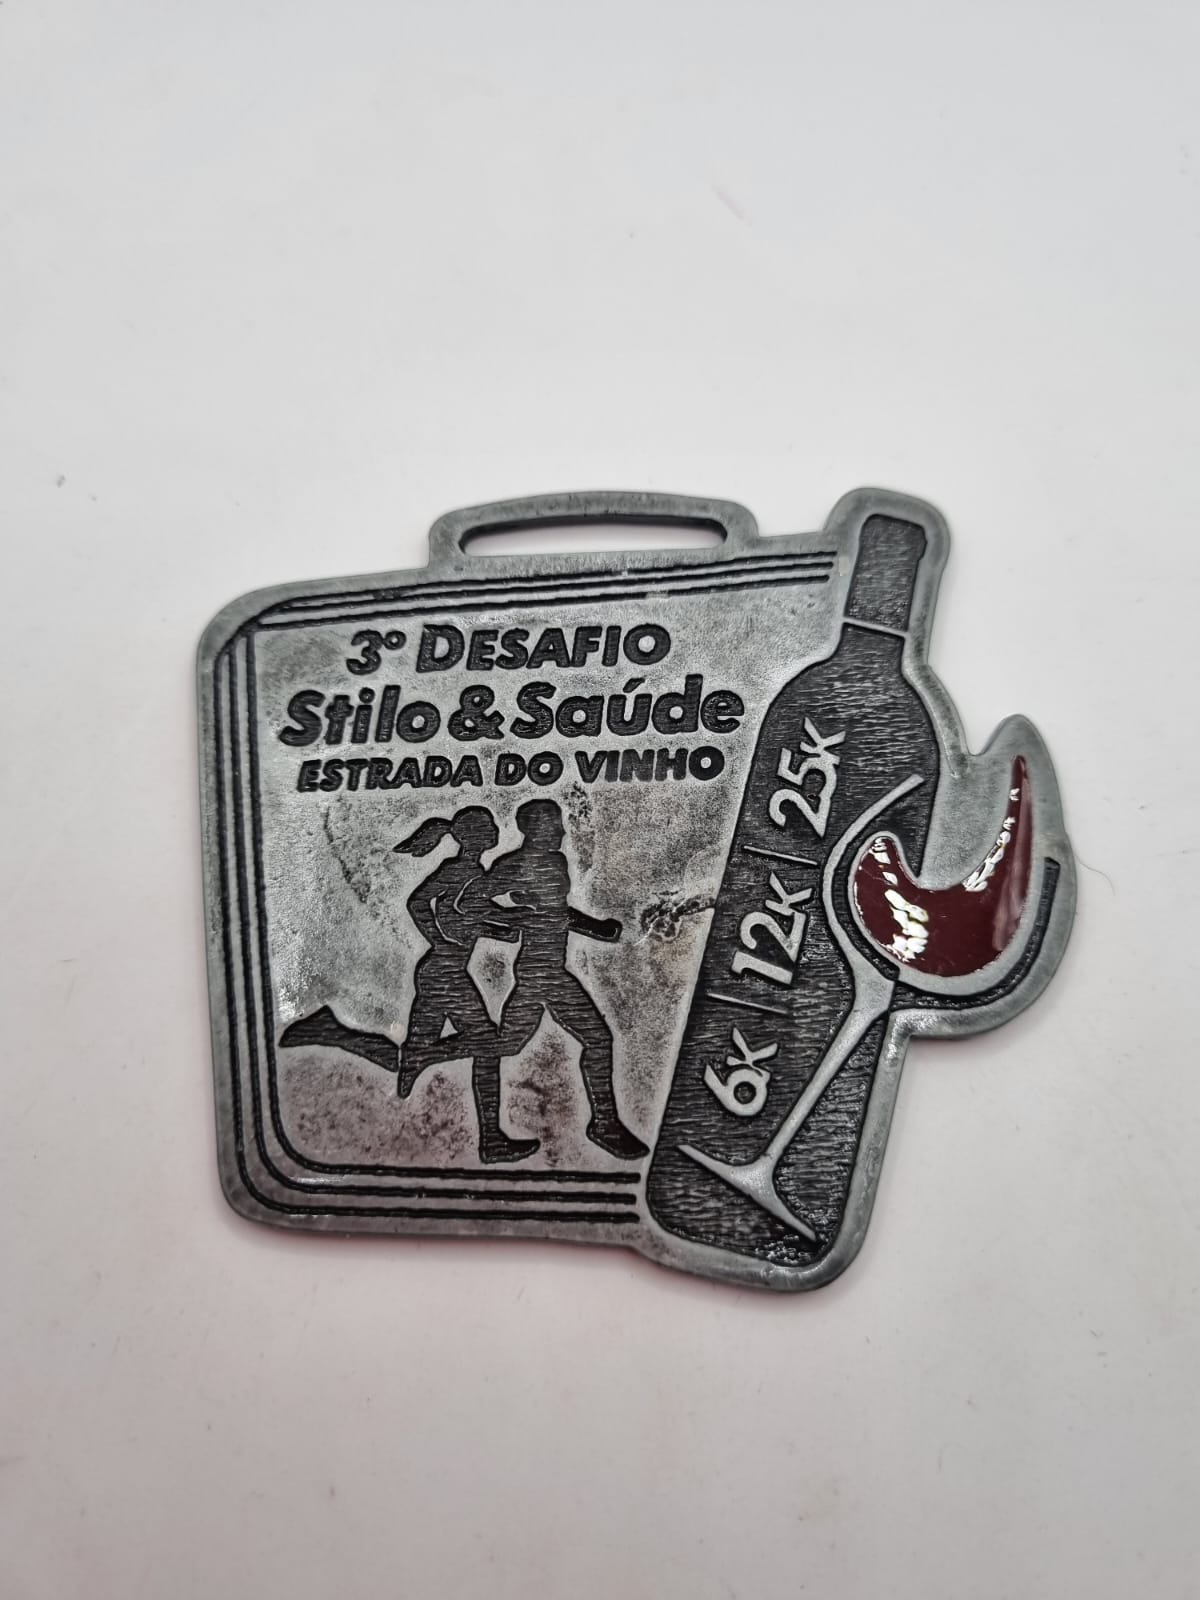 3º DESAFIO
Stilo & Saúde
ESTRADA DO VINHO
6K | 12K | 25K